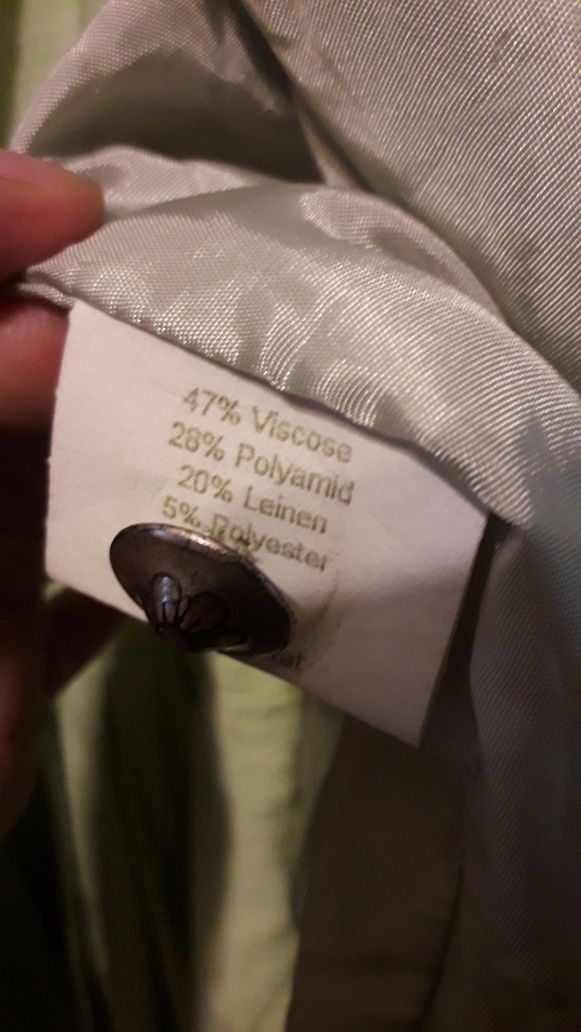 47% Viscose
28% Polyamid
20% Leinen
5% Polyester